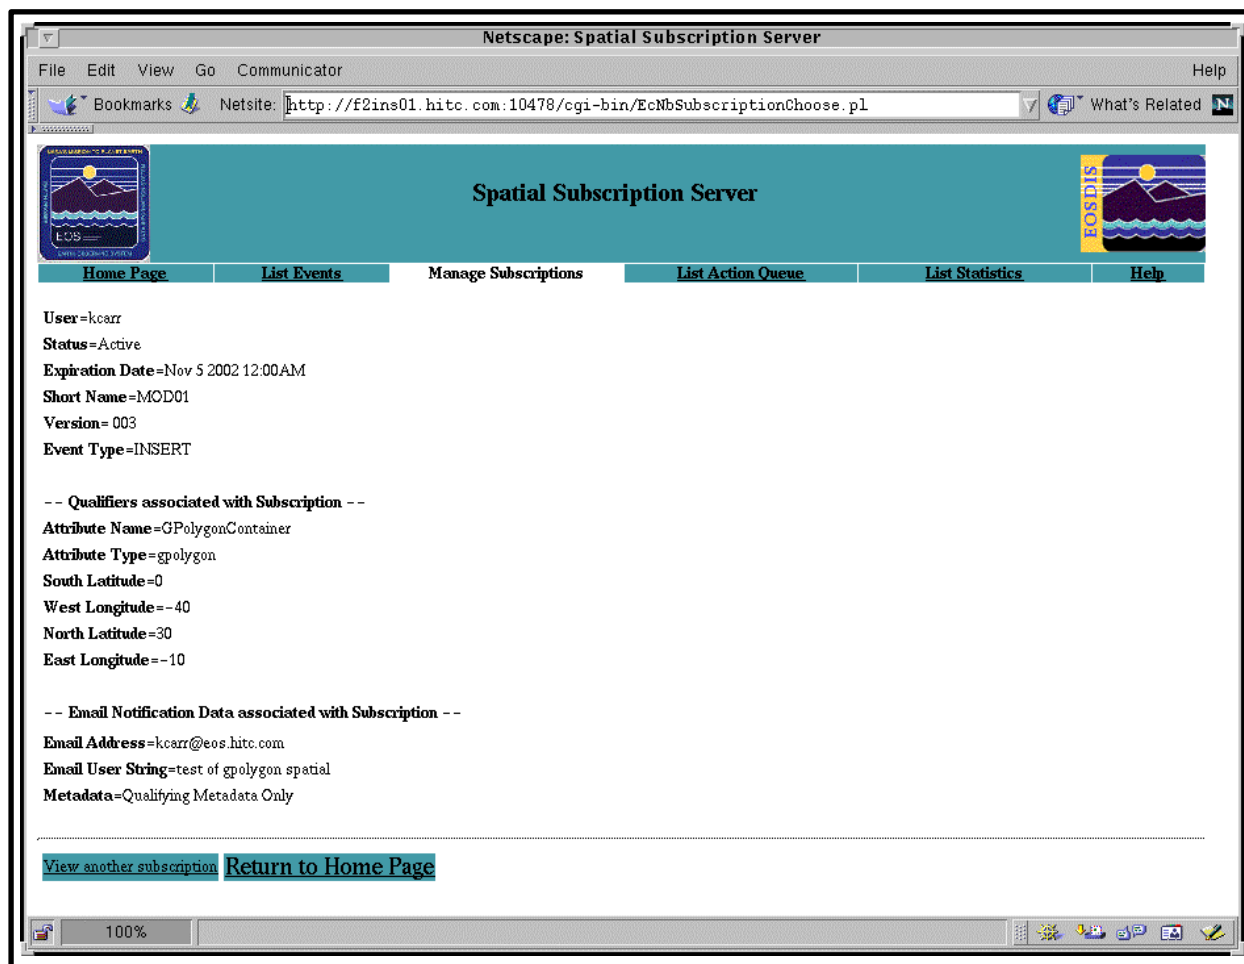 Netscape: Spatial Subscription Server
File Edit View Go Communicator Help
Bookmarks Netsite: http://f2ins01.hitc.com:10478/cgi-bin/EcNbSubscriptionChoose.pl What's Related N
EOS
Spatial Subscription Server
EOSDIS
Home Page List Events Manage Subscriptions List Action Queue List Statistics Help
User=kcarr
Status=Active
Expiration Date=Nov 5 2002 12:00AM
Short Name=MOD01
Version= 003
Event Type=INSERT
-- Qualifiers associated with Subscription --
Attribute Name=GPolygonContainer
Attribute Type=gpolygon
South Latitude=0
West Longitude=-40
North Latitude=30
East Longitude=-10
-- Email Notification Data associated with Subscription --
Email Address=kcarr@eos.hitc.com
Email User String=test of gpolygon spatial
Metadata=Qualifying Metadata Only
View another subscription Return to Home Page
100%